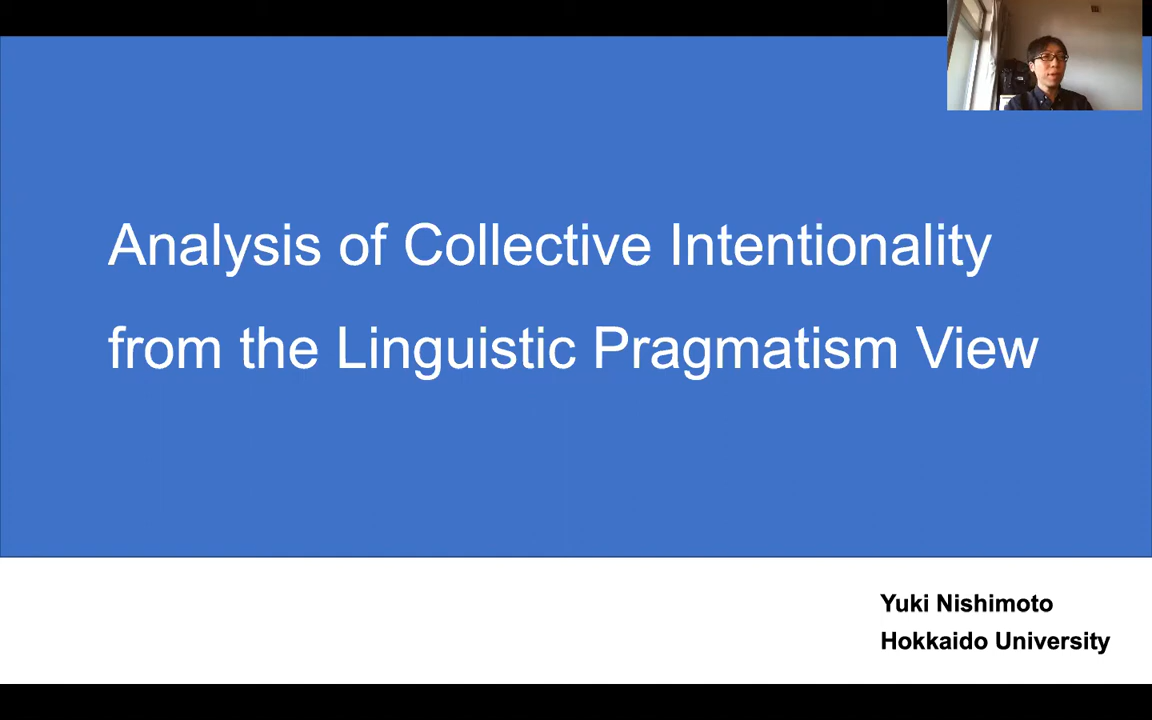 Analysis of Collective Intentionality
from the Linguistic Pragmatism View
Yuki Nishimoto
Hokkaido University